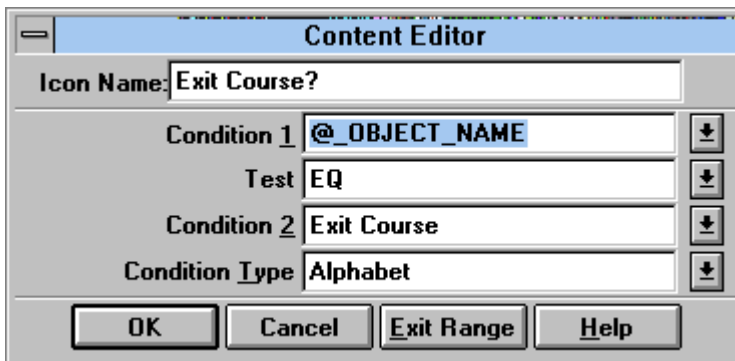 Content Editor
Icon Name: Exit Course?
Condition 1 @_OBJECT_NAME
Test EQ
Condition 2 Exit Course
Condition Type Alphabet
OK Cancel Exit Range Help